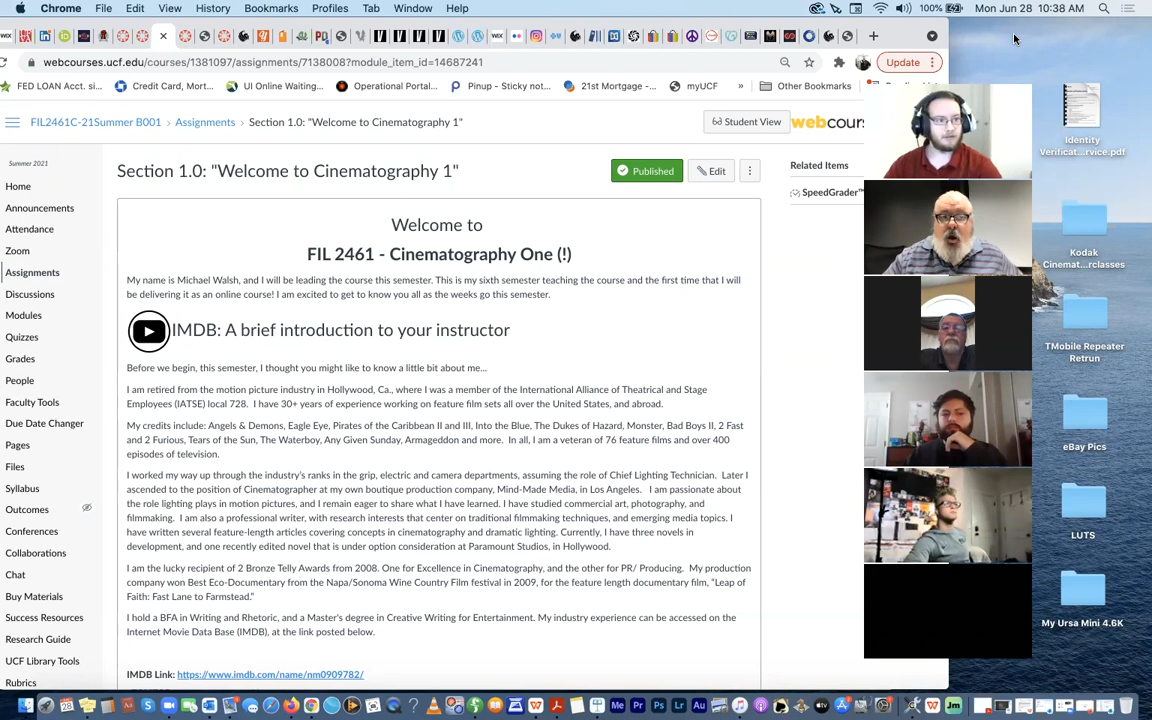 Chrome File Edit View History Bookmarks Profiles Tab Window Help 100% Mon Jun 28 10:38 AM
webcourses.ucf.edu/courses/1381097/assignments/7138008?module_item_id=14687241 Update
FED LOAN Acct. si... Credit Card, Mort... UI Online Waiting... Operational Portal... Pinup - Sticky not... 21st Mortgage -... myUCF » Other Bookmarks
FIL2461C-21Summer B001 › Assignments › Section 1.0: "Welcome to Cinematography 1" Student View webcours
Summer 2021
Home
Announcements
Attendance
Zoom
Assignments
Discussions
Modules
Quizzes
Grades
People
Faculty Tools
Due Date Changer
Pages
Files
Syllabus
Outcomes
Conferences
Collaborations
Chat
Buy Materials
Success Resources
Research Guide
UCF Library Tools
Rubrics
Section 1.0: "Welcome to Cinematography 1" Published Edit
Welcome to
FIL 2461 - Cinematography One (!)
My name is Michael Walsh, and I will be leading the course this semester. This is my sixth semester teaching the course and the first time that I will
be delivering it as an online course! I am excited to get to know you all as the weeks go this semester.
IMDB: A brief introduction to your instructor
Before we begin, this semester, I thought you might like to know a little bit about me...
I am retired from the motion picture industry in Hollywood, Ca., where I was a member of the International Alliance of Theatrical and Stage
Employees (IATSE) local 728. I have 30+ years of experience working on feature film sets all over the United States, and abroad.
My credits include: Angels & Demons, Eagle Eye, Pirates of the Caribbean II and III, Into the Blue, The Dukes of Hazard, Monster, Bad Boys II, 2 Fast
and 2 Furious, Tears of the Sun, The Waterboy, Any Given Sunday, Armageddon and more. In all, I am a veteran of 76 feature films and over 400
episodes of television.
I worked my way up through the industry's ranks in the grip, electric and camera departments, assuming the role of Chief Lighting Technician. Later I
ascended to the position of Cinematographer at my own boutique production company, Mind-Made Media, in Los Angeles. I am passionate about
the role lighting plays in motion pictures, and I remain eager to share what I have learned. I have studied commercial art, photography, and
filmmaking. I am also a professional writer, with research interests that center on traditional filmmaking techniques, and emerging media topics. I
have written several feature-length articles covering concepts in cinematography and dramatic lighting. Currently, I have three novels in
development, and one recently edited novel that is under option consideration at Paramount Studios, in Hollywood.
I am the lucky recipient of 2 Bronze Telly Awards from 2008. One for Excellence in Cinematography, and the other for PR/ Producing. My production
company won Best Eco-Documentary from the Napa/Sonoma Wine Country Film festival in 2009, for the feature length documentary film, "Leap of
Faith: Fast Lane to Farmstead."
I hold a BFA in Writing and Rhetoric, and a Master's degree in Creative Writing for Entertainment. My industry experience can be accessed on the
Internet Movie Data Base (IMDB), at the link posted below.
IMDB Link: https://www.imdb.com/name/nm0909782/
Related Items
SpeedGrader™
Identity
Verificat...rvice.pdf
Kodak
Cinemat...rclasses
TMobile Repeater
Retrun
eBay Pics
LUTS
My Ursa Mini 4.6K